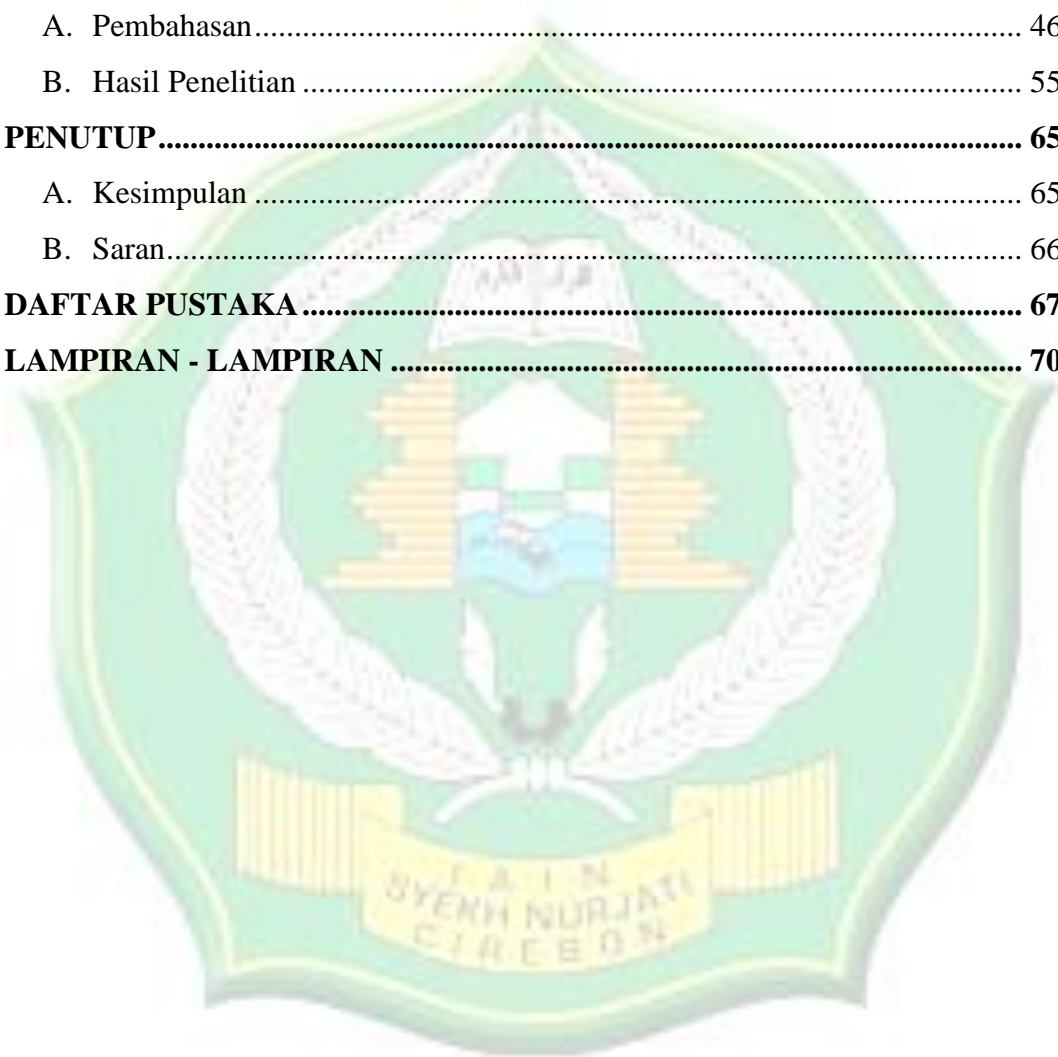 A. Pembahasan.......................................................................................................... 46
B. Hasil Penelitian .................................................................................................. 55
PENUTUP.............................................................................................................. 65
A. Kesimpulan ........................................................................................................ 65
B. Saran................................................................................................................... 66
DAFTAR PUSTAKA.............................................................................................. 67
LAMPIRAN - LAMPIRAN .................................................................................... 70
IAIN
SYEKH NURJATI
CIREBON